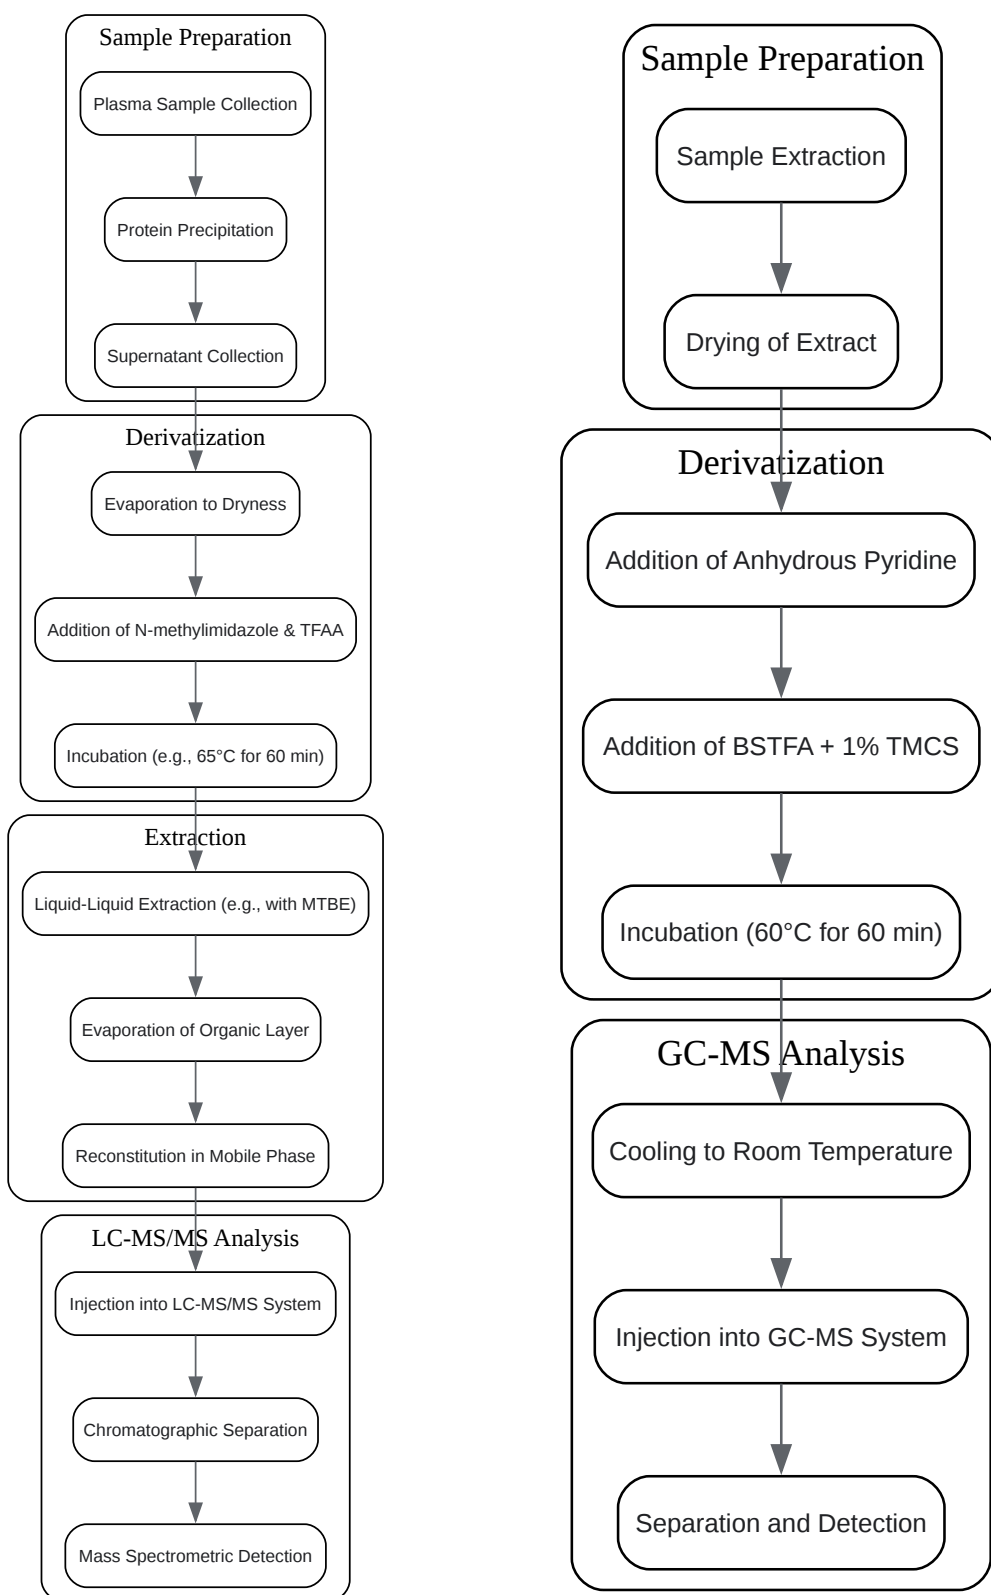 Sample Preparation
Plasma Sample Collection
Protein Precipitation
Supernatant Collection
Derivatization
Evaporation to Dryness
Addition of N-methylimidazole & TFAA
Incubation (e.g., 65°C for 60 min)
Extraction
Liquid-Liquid Extraction (e.g., with MTBE)
Evaporation of Organic Layer
Reconstitution in Mobile Phase
LC-MS/MS Analysis
Injection into LC-MS/MS System
Chromatographic Separation
Mass Spectrometric Detection
Sample Preparation
Sample Extraction
Drying of Extract
Derivatization
Addition of Anhydrous Pyridine
Addition of BSTFA + 1% TMCS
Incubation (60°C for 60 min)
GC-MS Analysis
Cooling to Room Temperature
Injection into GC-MS System
Separation and Detection